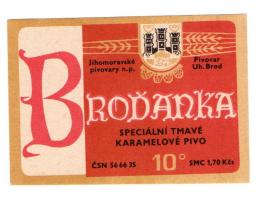 Jihomoravské
pivovary n.p.
Pivovar
Uh. Brod
BROĎANKA
SPECIÁLNÍ TMAVÉ
KARAMELOVÉ PIVO
ČSN 56 66 35
10°
SMC 1,70 Kčs